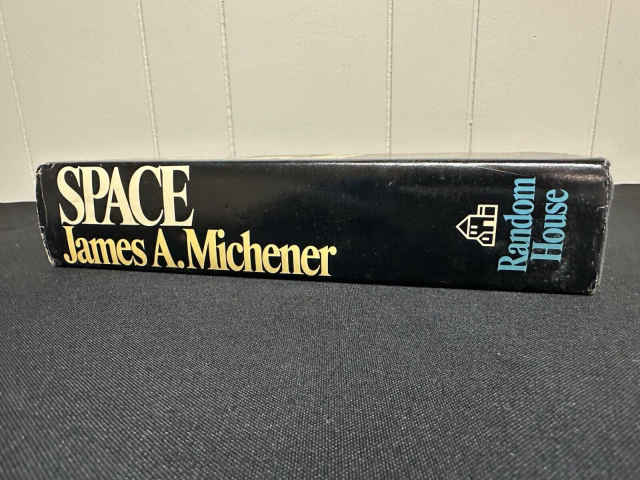 SPACE
James A. Michener
Random
House